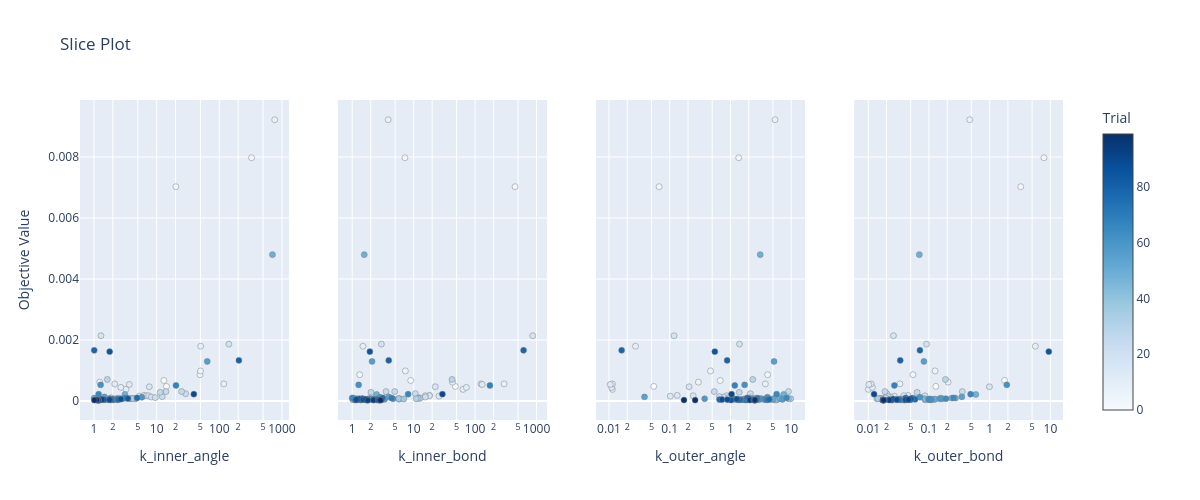 Slice Plot
Objective Value
0.008
0.006
0.004
0.002
0
1 2 5 10 2 5 100 2 5 1000
k_inner_angle
1 2 5 10 2 5 100 2 5 1000
k_inner_bond
0.01 2 5 0.1 2 5 1 2 5 10
k_outer_angle
0.01 2 5 0.1 2 5 1 2 5 10
k_outer_bond
Trial
80
60
40
20
0